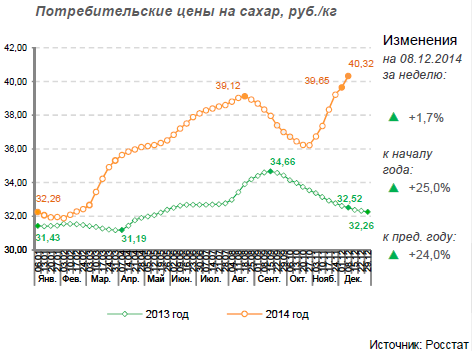 Потребительские цены на сахар, руб./кг
42,00
40,00
38,00
36,00
34,00
32,00
30,00
32,26
31,43
31,19
39,12
34,66
39,65
40,32
32,52
32,26
Янв. Фев. Мар. Апр. Май Июн. Июл. Авг. Сент. Окт. Нояб. Дек.
2013 год 2014 год
Изменения
на 08.12.2014
за неделю:
▲ +1,7%
к началу
года:
▲ +25,0%
к пред. году:
▲ +24,0%
Источник: Росстат